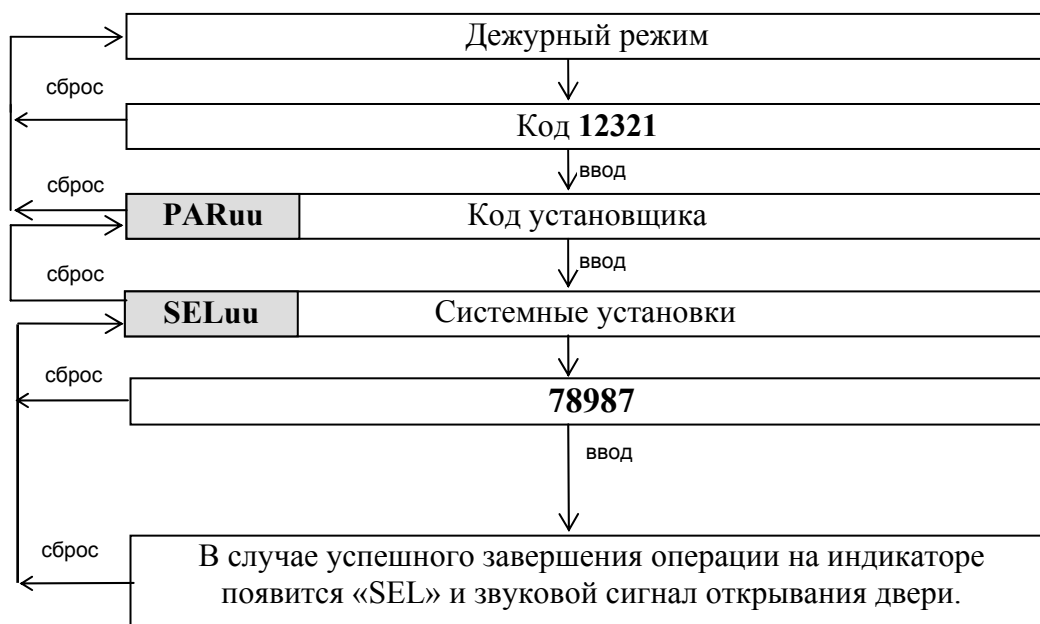 Дежурный режим
сброс
Код 12321
ввод
сброс
PARuu Код установщика
ввод
сброс
SELuu Системные установки
сброс
78987
ввод
сброс
В случае успешного завершения операции на индикаторе
появится «SEL» и звуковой сигнал открывания двери.